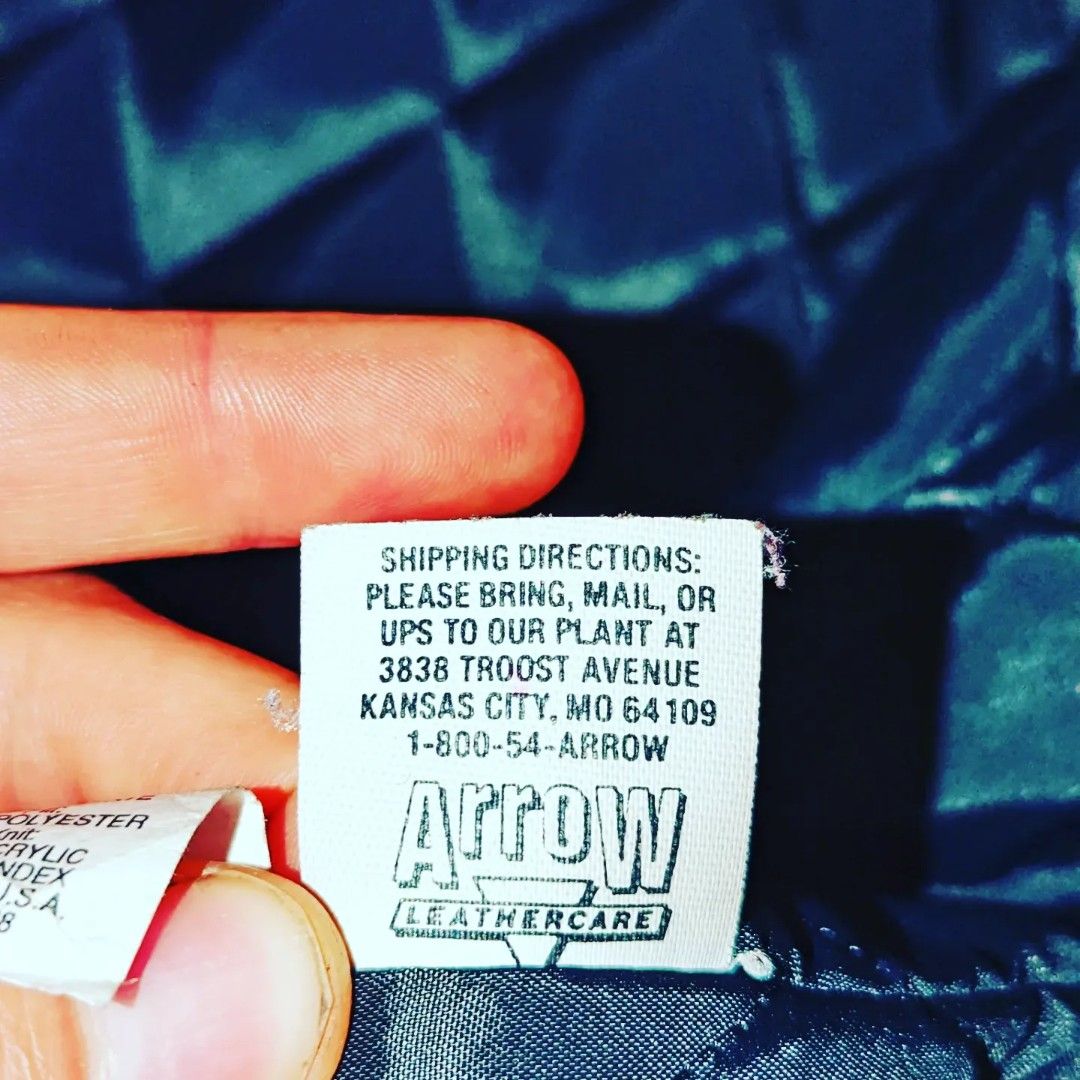 SHIPPING DIRECTIONS:
PLEASE BRING, MAIL, OR
UPS TO OUR PLANT AT
3838 TROOST AVENUE
KANSAS CITY, MO 64109
1-800-54-ARROW
Arrow
LEATHERCARE
POLYESTER
CRYLIC
NDEX
U.S.A.
8